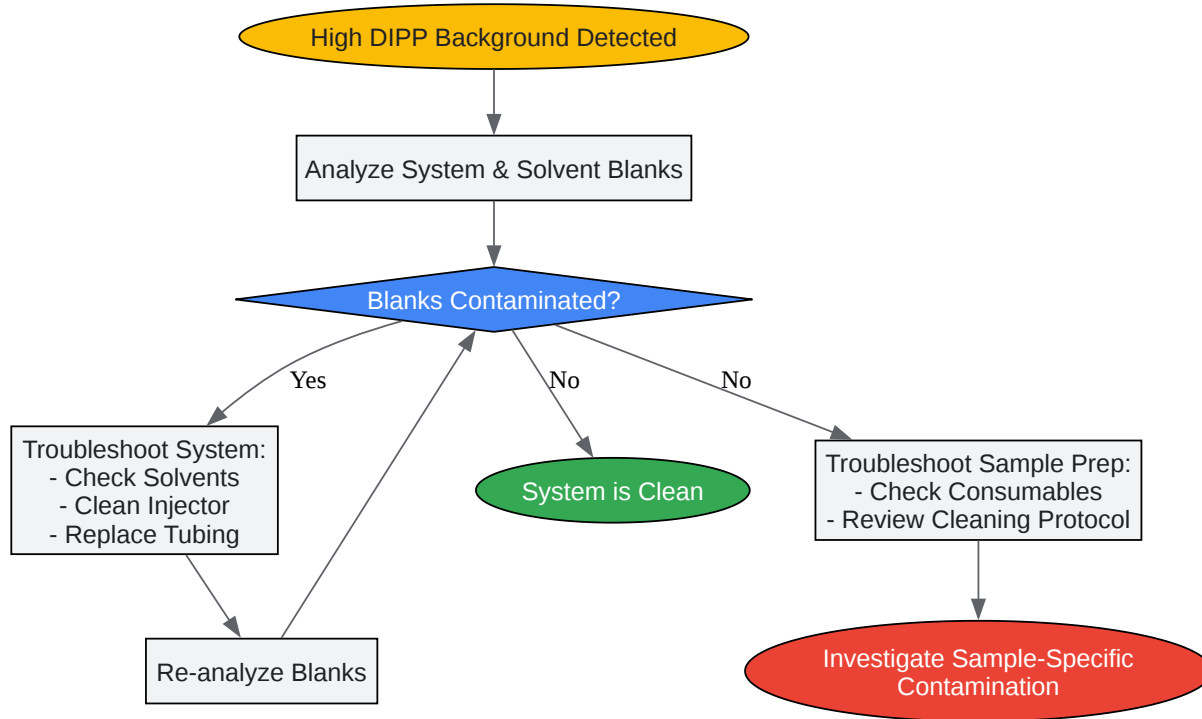 High DIPP Background Detected
Analyze System & Solvent Blanks
Blanks Contaminated?
Yes
No
No
Troubleshoot System:
- Check Solvents
- Clean Injector
- Replace Tubing
System is Clean
Troubleshoot Sample Prep:
- Check Consumables
- Review Cleaning Protocol
Re-analyze Blanks
Investigate Sample-Specific
Contamination